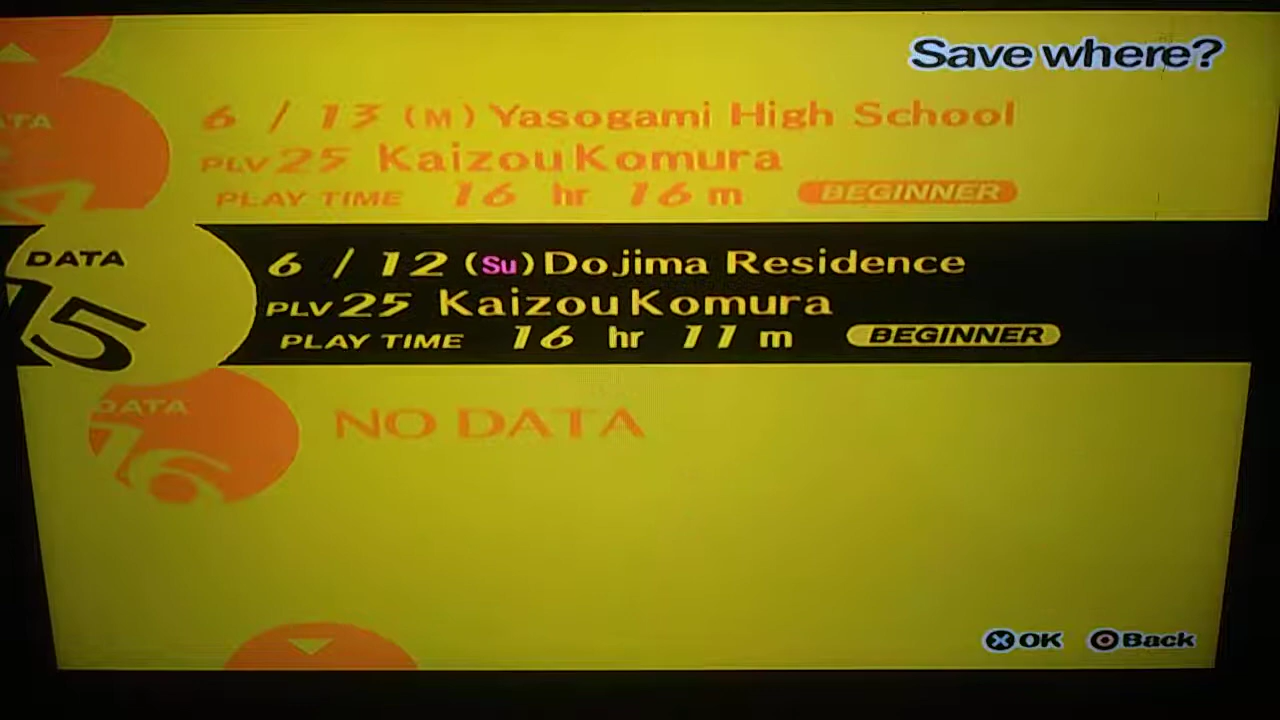 Save where?
6 / 13 (M) Yasogami High School
PLV 25 Kaizou Komura
PLAY TIME 16 hr 16 m BEGINNER
DATA
15
6 / 12 (Su) Dojima Residence
PLV 25 Kaizou Komura
PLAY TIME 16 hr 11 m BEGINNER
DATA
16
NO DATA
OK Back